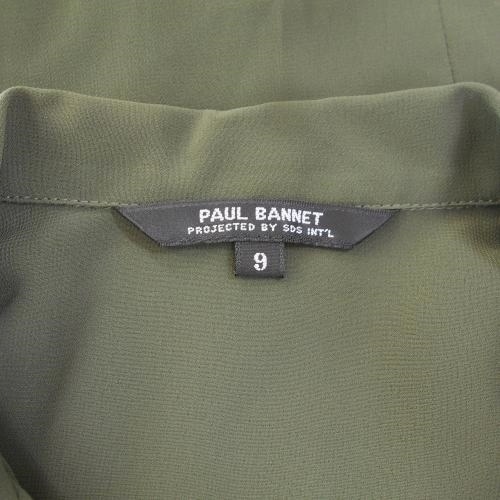 PAUL BANNET
PROJECTED BY SDS INT'L
9